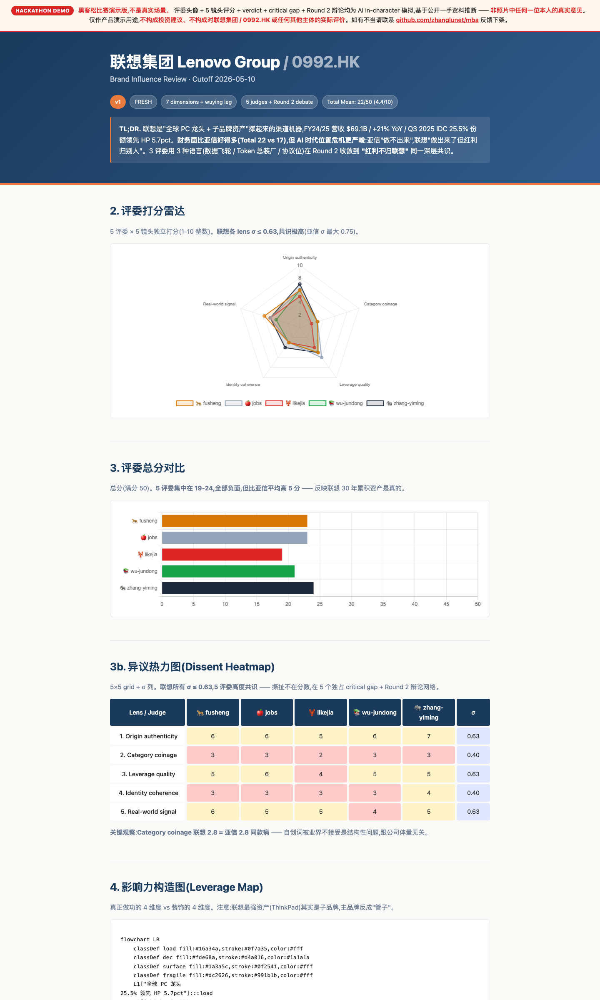 HACKATHON DEMO 黑客松比赛演示版,不是真实场景。 评委头像 + 5 镜头评分 + verdict + critical gap + Round 2 辩论均为 AI in-character 模拟,基于公开一手资料推断 —— 非照片中任何一位本人的真实意见。
仅作产品演示用途,不构成投资建议、不构成对联想集团 / 0992.HK 或任何其他主体的实际评价。如有不当请联系 github.com/zhanglunet/mba 反馈下架。
联想集团 Lenovo Group / 0992.HK
Brand Influence Review · Cutoff 2026-05-10
v1 FRESH 7 dimensions + wuying leg 5 judges + Round 2 debate Total Mean: 22/50 (4.4/10)
TL;DR. 联想是"全球 PC 龙头 + 子品牌资产"撑起来的渠道机器,FY24/25 营收 $69.1B / +21% YoY / Q3 2025 IDC 25.5% 份
额领先 HP 5.7pct。财务面比亚信好得多(Total 22 vs 17),但 AI 时代位置危机更严峻:亚信"做不出来",联想"做出来了但红利
归别人"。3 评委用 3 种语言(数据飞轮 / Token 总装厂 / 协议位)在 Round 2 收敛到 "红利不归联想" 同一深层共识。
2. 评委打分雷达
5 评委 × 5 镜头独立打分(1-10 整数)。联想各 lens σ ≤ 0.63,共识极高(亚信 σ 最大 0.75)。
Origin authenticity
10
8
Real-world signal
Category coinage
4
2
Identity coherence
Leverage quality
🐆 fusheng 🍎 jobs 🦞 likejia 📚 wu-jundong 🐘 zhang-yiming
3. 评委总分对比
总分(满分 50)。5 评委集中在 19-24,全部负面,但比亚信平均高 5 分 —— 反映联想 30 年累积资产是真的。
🐆 fusheng
🍎 jobs
🦞 likejia
📚 wu-jundong
🐘 zhang-yiming
0 5 10 15 20 25 30 35 40 45 50
3b. 异议热力图(Dissent Heatmap)
5×5 grid + σ 列。联想所有 σ ≤ 0.63,5 评委高度共识 —— 撕扯不在分数,在 5 个独占 critical gap + Round 2 辩论网络。
Lens / Judge 🐆 fusheng 🍎 jobs 🦞 likejia 📚 wu-jundong 🐘 zhang-
yiming σ
1. Origin authenticity 6 6 5 6 7 0.63
2. Category coinage 3 3 2 3 3 0.40
3. Leverage quality 5 6 4 5 5 0.63
4. Identity coherence 3 3 3 3 4 0.40
5. Real-world signal 6 5 5 4 5 0.63
关键观察:Category coinage 联想 2.8 = 亚信 2.8 同款病 —— 自创词被业界不接受是结构性问题,跟公司体量无关。
4. 影响力构造图(Leverage Map)
真正做功的 4 维度 vs 装饰的 4 维度。注意:联想最强资产(ThinkPad)其实是子品牌,主品牌反成"管子"。
flowchart LR
classDef load fill:#16a34a,stroke:#0f7a35,color:#fff
classDef dec fill:#fde68a,stroke:#d4a016,color:#1a1a1a
classDef surface fill:#1a3a5c,stroke:#0f2541,color:#fff
classDef fragile fill:#dc2626,stroke:#991b1b,color:#fff
L1["全球 PC 龙头
25.5% 领先 HP 5.7pct"]:::load